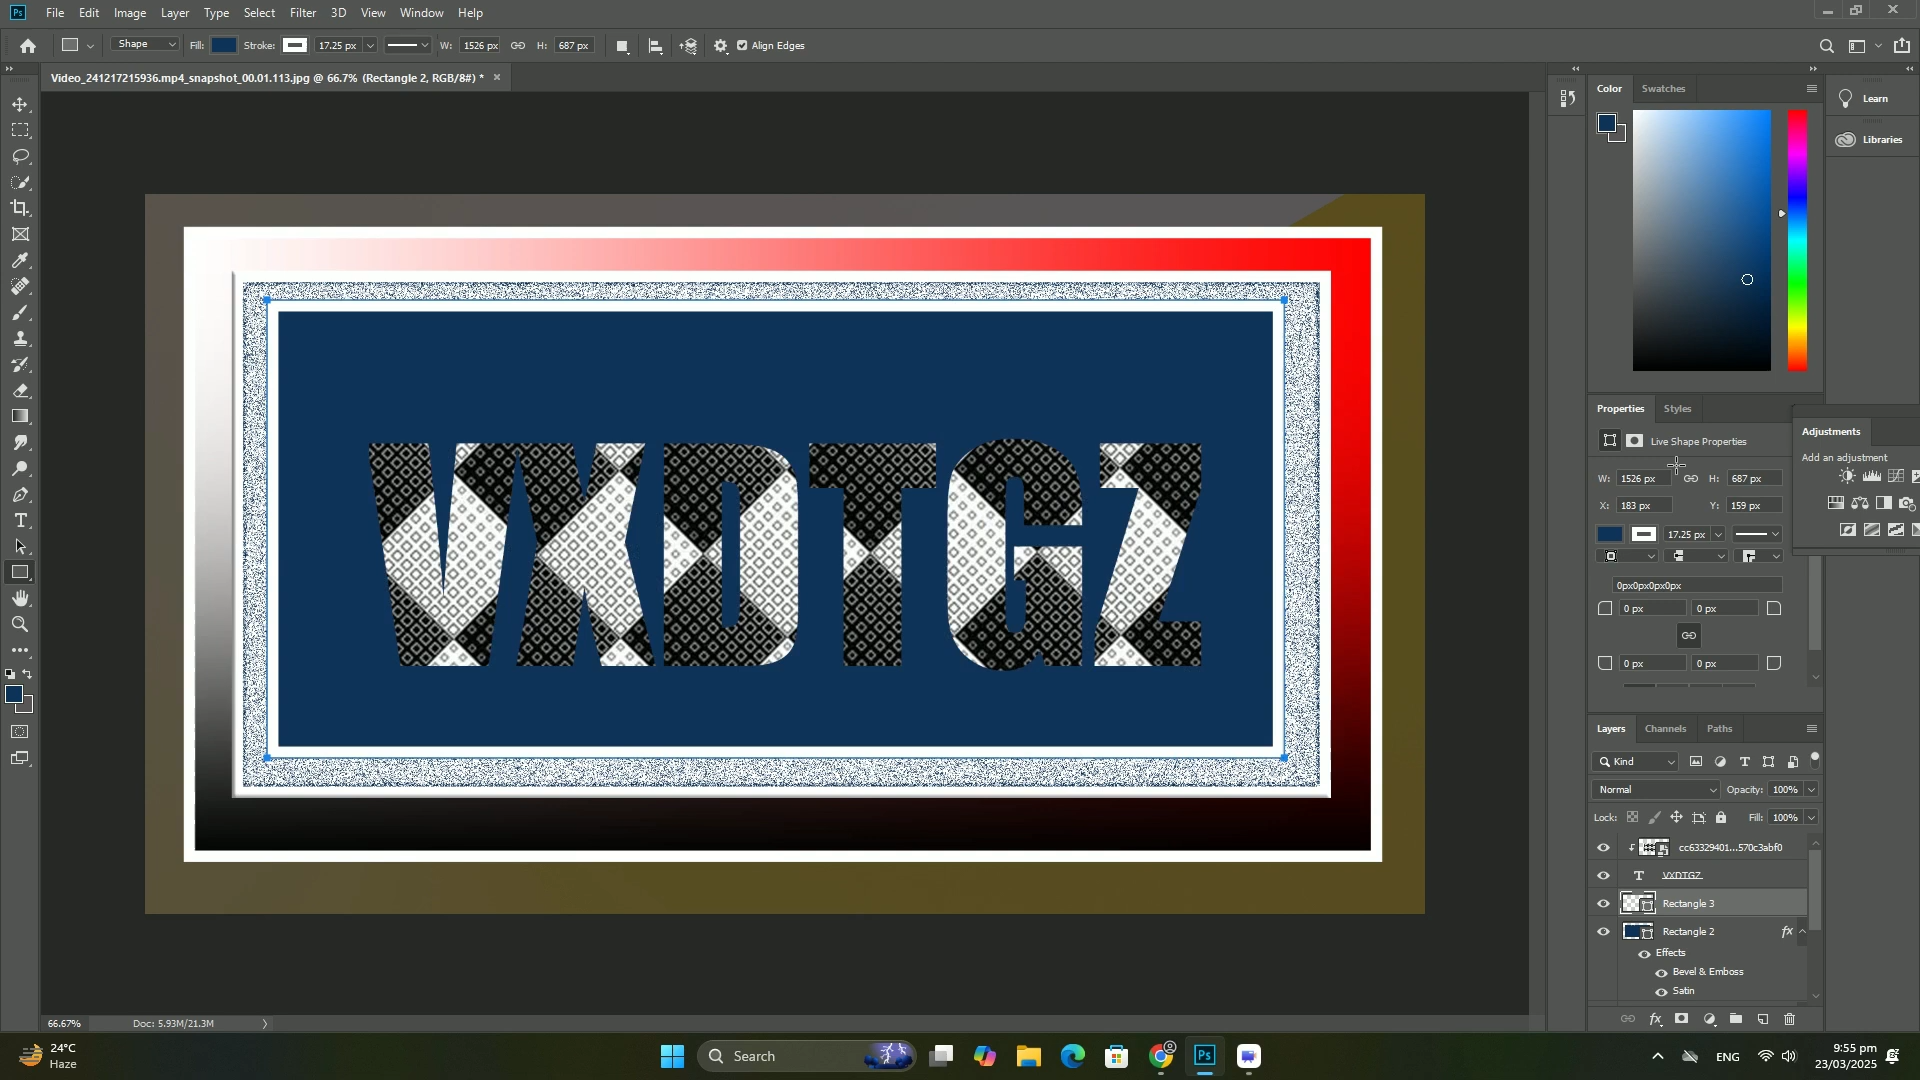 Ps File Edit Image Layer Type Select Filter 3D View Window Help
Shape Fill: Stroke: 17.25 px W: 1526 px H: 687 px Align Edges
Video_241217215936.mp4_snapshot_00.01.113.jpg @ 66.7% (Rectangle 2, RGB/8#) *
Color Swatches
Learn
Libraries
VXDTGZ
Properties Styles
Live Shape Properties
W: 1526 px H: 687 px
X: 183 px Y: 159 px
17.25 px
0px0px0px0px
0 px 0 px
0 px 0 px
Adjustments
Add an adjustment
Layers Channels Paths
Kind
Normal Opacity: 100%
Lock: Fill: 100%
cc63329401...570c3abf0
T VXDTGZ
Rectangle 3
Rectangle 2 fx
Effects
Bevel & Emboss
Satin
66.67% Doc: 5.93M/21.3M
24°C
Haze
Search
Ps
ENG
9:55 pm
23/03/2025